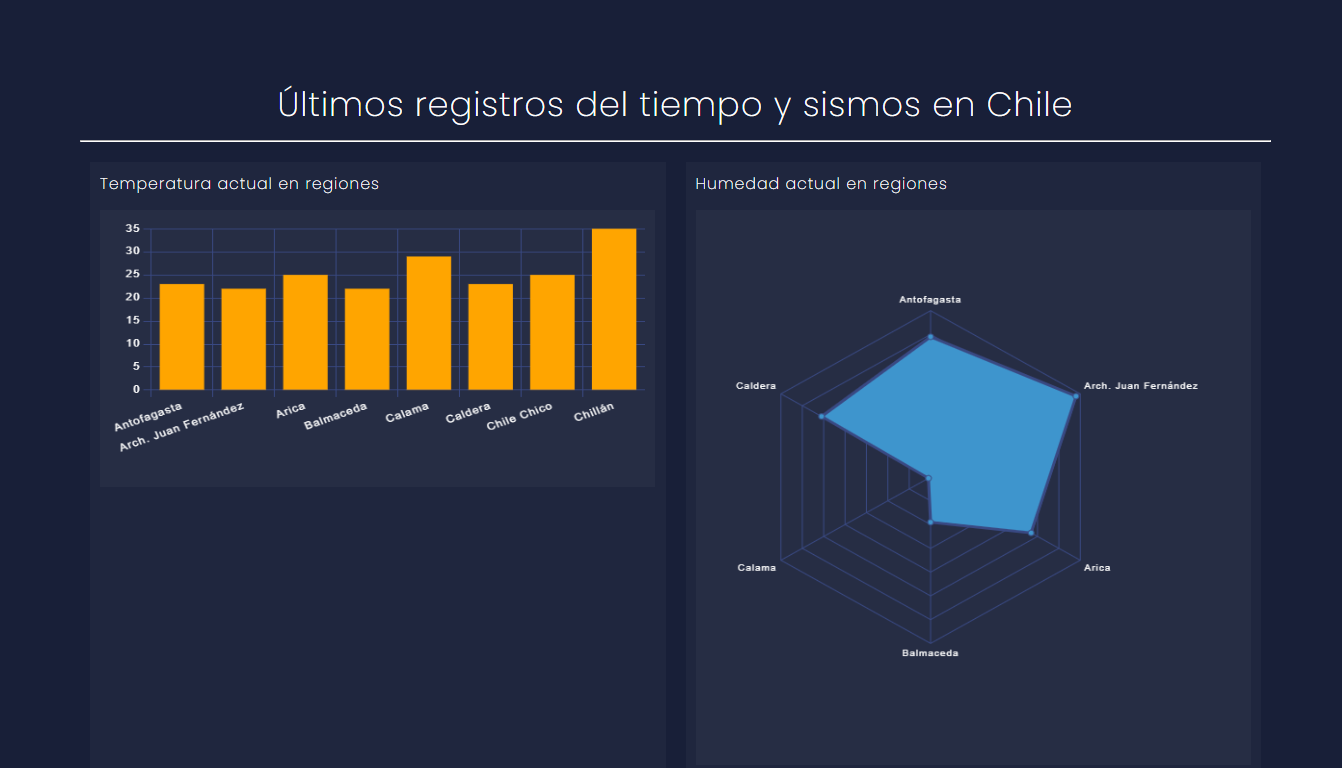 Últimos registros del tiempo y sismos en Chile
Temperatura actual en regiones
35
30
25
20
15
10
5
0
Antofagasta
Arch. Juan Fernández
Arica
Balmaceda
Calama
Caldera
Chile Chico
Chillán
Humedad actual en regiones
Antofagasta
Arch. Juan Fernández
Arica
Balmaceda
Calama
Caldera